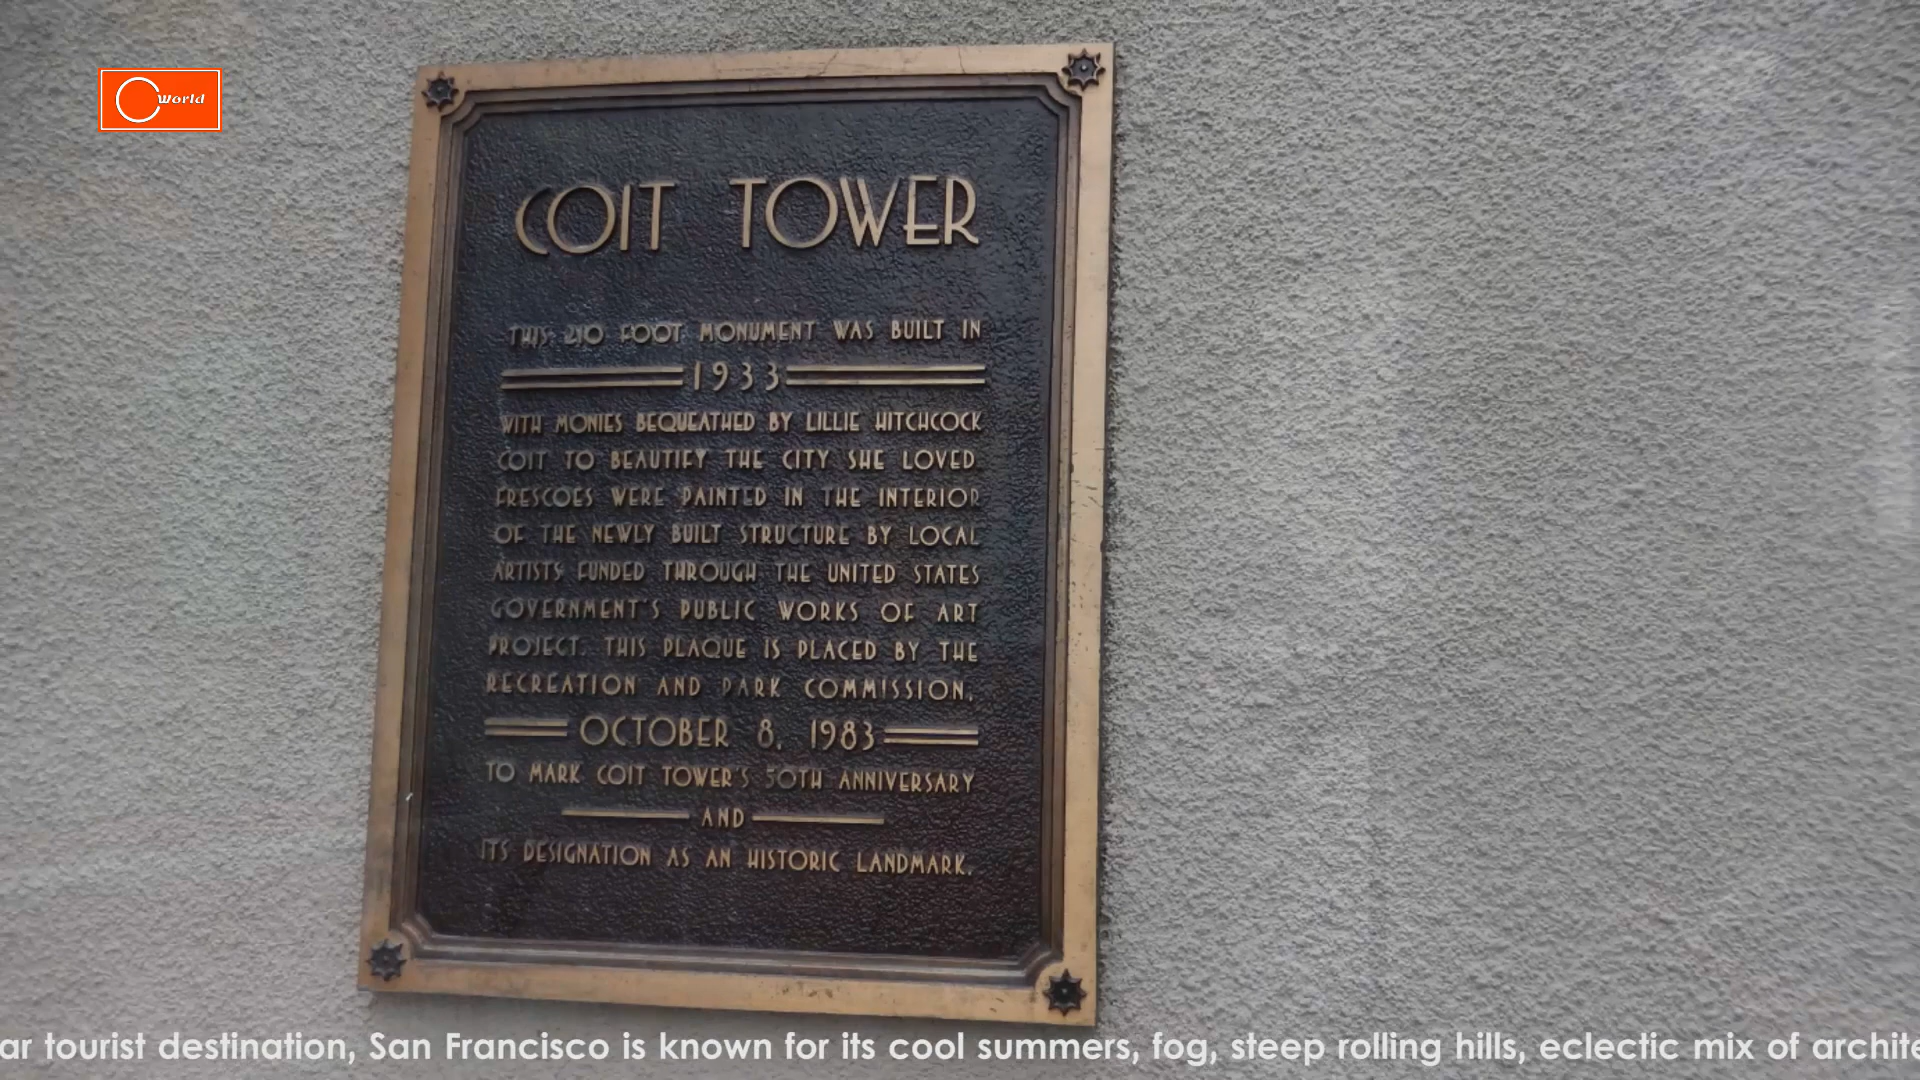 World
COIT TOWER
THIS 210 FOOT MONUMENT WAS BUILT IN
1933
WITH MONIES BEQUEATHED BY LILLIE HITCHCOCK
COIT TO BEAUTIFY THE CITY SHE LOVED
FRESCOES WERE PAINTED IN THE INTERIOR
OF THE NEWLY BUILT STRUCTURE BY LOCAL
ARTISTS FUNDED THROUGH THE UNITED STATES
GOVERNMENT'S PUBLIC WORKS OF ART
PROJECT. THIS PLAQUE IS PLACED BY THE
RECREATION AND PARK COMMISSION,
OCTOBER 8, 1983
TO MARK COIT TOWER'S 50TH ANNIVERSARY
AND
ITS DESIGNATION AS AN HISTORIC LANDMARK.
ar tourist destination, San Francisco is known for its cool summers, fog, steep rolling hills, eclectic mix of archite